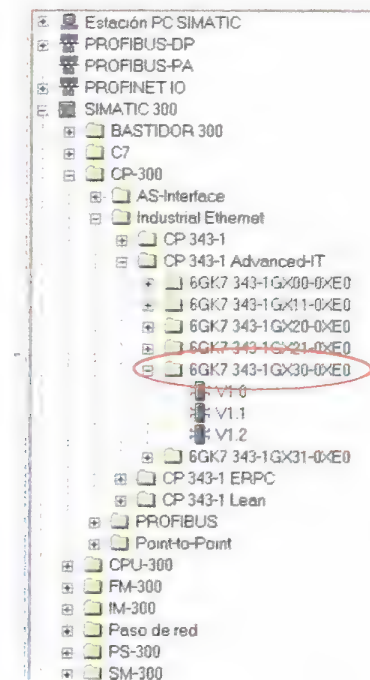 Estación PC SIMATIC
PROFIBUS-DP
PROFIBUS-PA
PROFINET IO
SIMATIC 300
BASTIDOR 300
C7
CP-300
AS-Interface
Industrial Ethernet
CP 343-1
CP 343-1 Advanced-IT
6GK7 343-1GX00-0XE0
6GK7 343-1GX11-0XE0
6GK7 343-1GX20-0XE0
6GK7 343-1GX21-0XE0
6GK7 343-1GX30-0XE0
V1.0
V1.1
V1.2
6GK7 343-1GX31-0XE0
CP 343-1 ERPC
CP 343-1 Lean
PROFIBUS
Point-to-Point
CPU-300
FM-300
IM-300
Paso de red
PS-300
SM-300